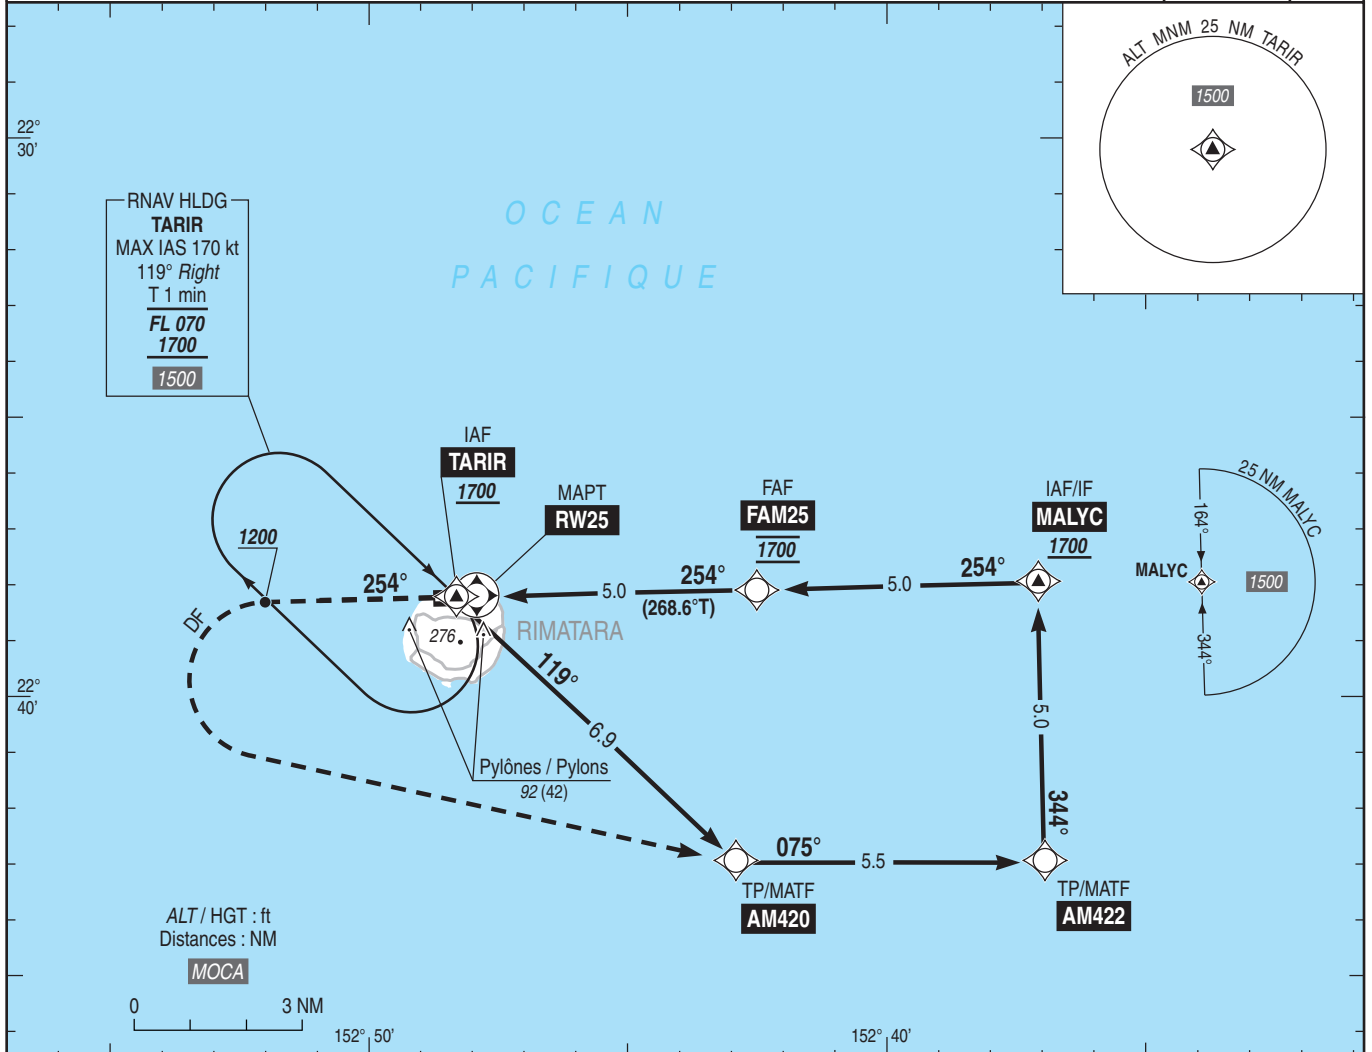 ALT MNM 25 NM TARIR
1500
22°
30'
RNAV HLDG
TARIR
MAX IAS 170 kt
119° Right
T 1 min
FL 070
1700
1500
OCEAN
PACIFIQUE
IAF
TARIR
1700
MAPT
RW25
FAF
FAM25
1700
IAF/IF
MALYC
1700
25 NM MALYC
164°
MALYC
1500
344°
1200
254°
5.0
254°
(268.6°T)
5.0
254°
DF
276
RIMATARA
119°
6.9
5.0
344°
22°
40'
Pylônes / Pylons
92 (42)
075°
5.5
TP/MATF
AM420
TP/MATF
AM422
ALT / HGT : ft
Distances : NM
MOCA
0 3 NM
152° 50'
152° 40'